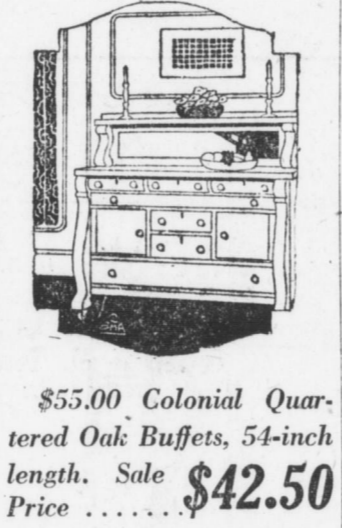 $55.00 Colonial Quar-
tered Oak Buffets, 54-inch
length. Sale
Price ........ $42.50